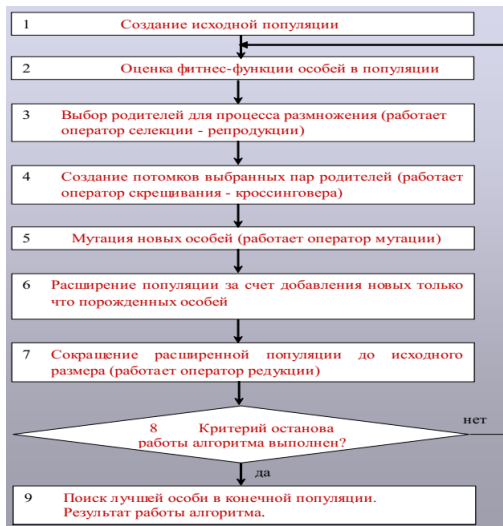 1 Создание исходной популяции
2 Оценка фитнес-функции особей в популяции
3 Выбор родителей для процесса размножения (работает
оператор селекции - репродукции)
4 Создание потомков выбранных пар родителей (работает
оператор скрещивания - кроссинговера)
5 Мутация новых особей (работает оператор мутации)
6 Расширение популяции за счет добавления новых только
что порожденных особей
7 Сокращение расширенной популяции до исходного
размера (работает оператор редукции)
8 Критерий останова
работы алгоритма выполнен?
нет
да
9 Поиск лучшей особи в конечной популяции.
Результат работы алгоритма.